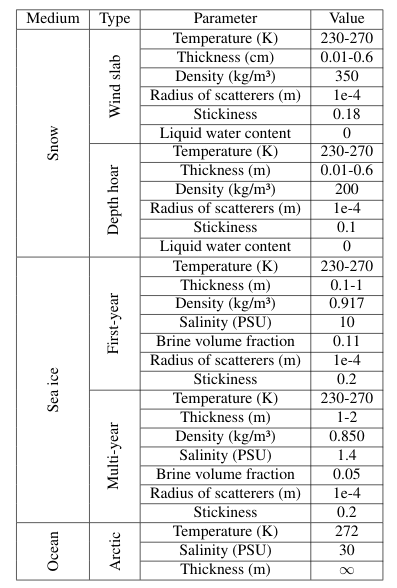 Medium Type Parameter Value
Snow Wind slab Temperature (K) 230-270
Thickness (cm) 0.01-0.6
Density (kg/m³) 350
Radius of scatterers (m) 1e-4
Stickiness 0.18
Liquid water content 0
Depth hoar Temperature (K) 230-270
Thickness (m) 0.01-0.6
Density (kg/m³) 200
Radius of scatterers (m) 1e-4
Stickiness 0.1
Liquid water content 0
Sea ice First-year Temperature (K) 230-270
Thickness (m) 0.1-1
Density (kg/m³) 0.917
Salinity (PSU) 10
Brine volume fraction 0.11
Radius of scatterers (m) 1e-4
Stickiness 0.2
Multi-year Temperature (K) 230-270
Thickness (m) 1-2
Density (kg/m³) 0.850
Salinity (PSU) 1.4
Brine volume fraction 0.05
Radius of scatterers (m) 1e-4
Stickiness 0.2
Ocean Arctic Temperature (K) 272
Salinity (PSU) 30
Thickness (m) ∞